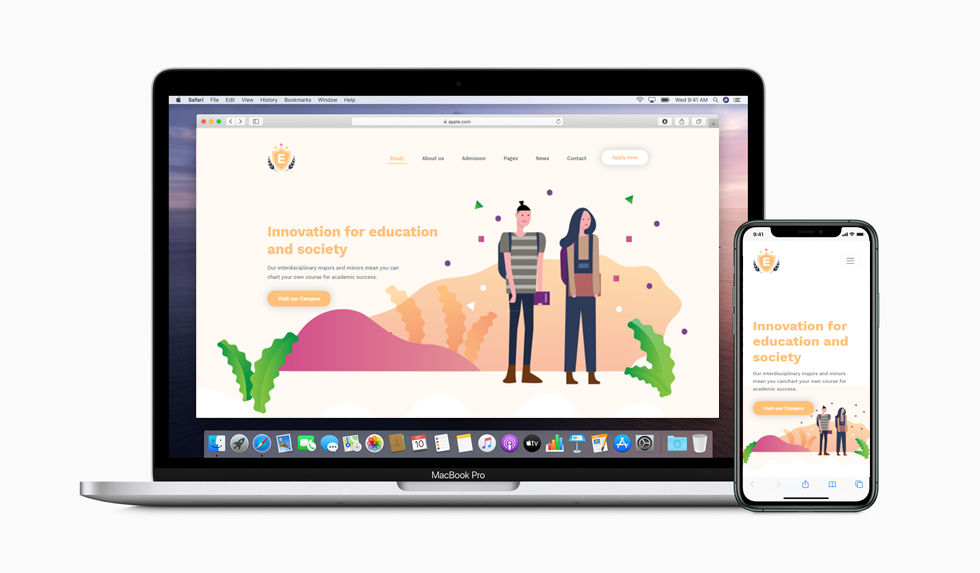 Safari File Edit View History Bookmarks Window Help
Wed 9:41 AM
apple.com
E
Study About us Admisson Pages News Contact Apply now
Innovation for education
and society
Our interdisciplinary majors and minors mean you can
chart your own course for academic success.
Visit our Campus
10
tv
MacBook Pro
9:41
E
Innovation for
education and
society
Our interdisciplinary majors and minors
mean you canchart your own course for
academic success.
Visit our Campus